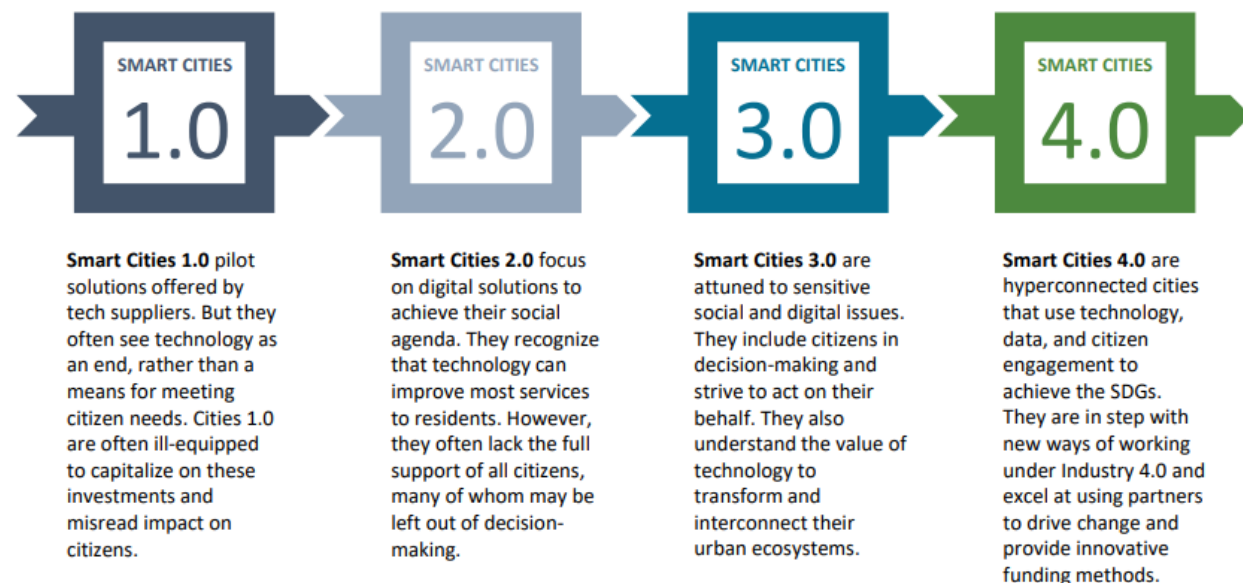 SMART CITIES
1.0
SMART CITIES
2.0
SMART CITIES
3.0
SMART CITIES
4.0
Smart Cities 1.0 pilot
solutions offered by
tech suppliers. But they
often see technology as
an end, rather than a
means for meeting
citizen needs. Cities 1.0
are often ill-equipped
to capitalize on these
investments and
misread impact on
citizens.
Smart Cities 2.0 focus
on digital solutions to
achieve their social
agenda. They recognize
that technology can
improve most services
to residents. However,
they often lack the full
support of all citizens,
many of whom may be
left out of decision-
making.
Smart Cities 3.0 are
attuned to sensitive
social and digital issues.
They include citizens in
decision-making and
strive to act on their
behalf. They also
understand the value of
technology to
transform and
interconnect their
urban ecosystems.
Smart Cities 4.0 are
hyperconnected cities
that use technology,
data, and citizen
engagement to
achieve the SDGs.
They are in step with
new ways of working
under Industry 4.0 and
excel at using partners
to drive change and
provide innovative
funding methods.